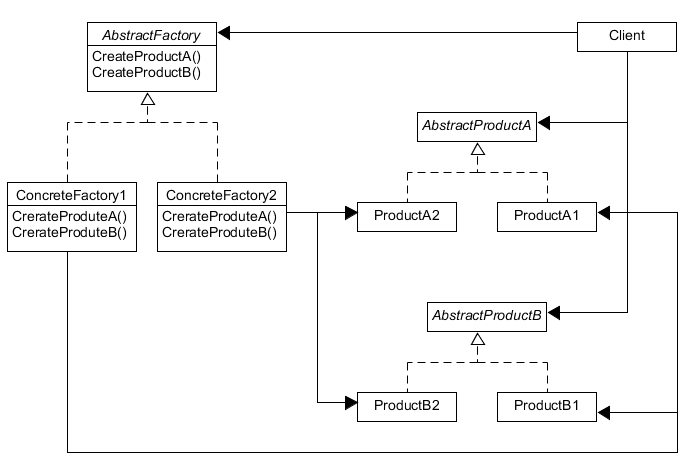 AbstractFactory
CreateProductA()
CreateProductB()
Client
AbstractProductA
ConcreteFactory1
CrerateProduteA()
CrerateProduteB()
ConcreteFactory2
CrerateProduteA()
CrerateProduteB()
ProductA2
ProductA1
AbstractProductB
ProductB2
ProductB1